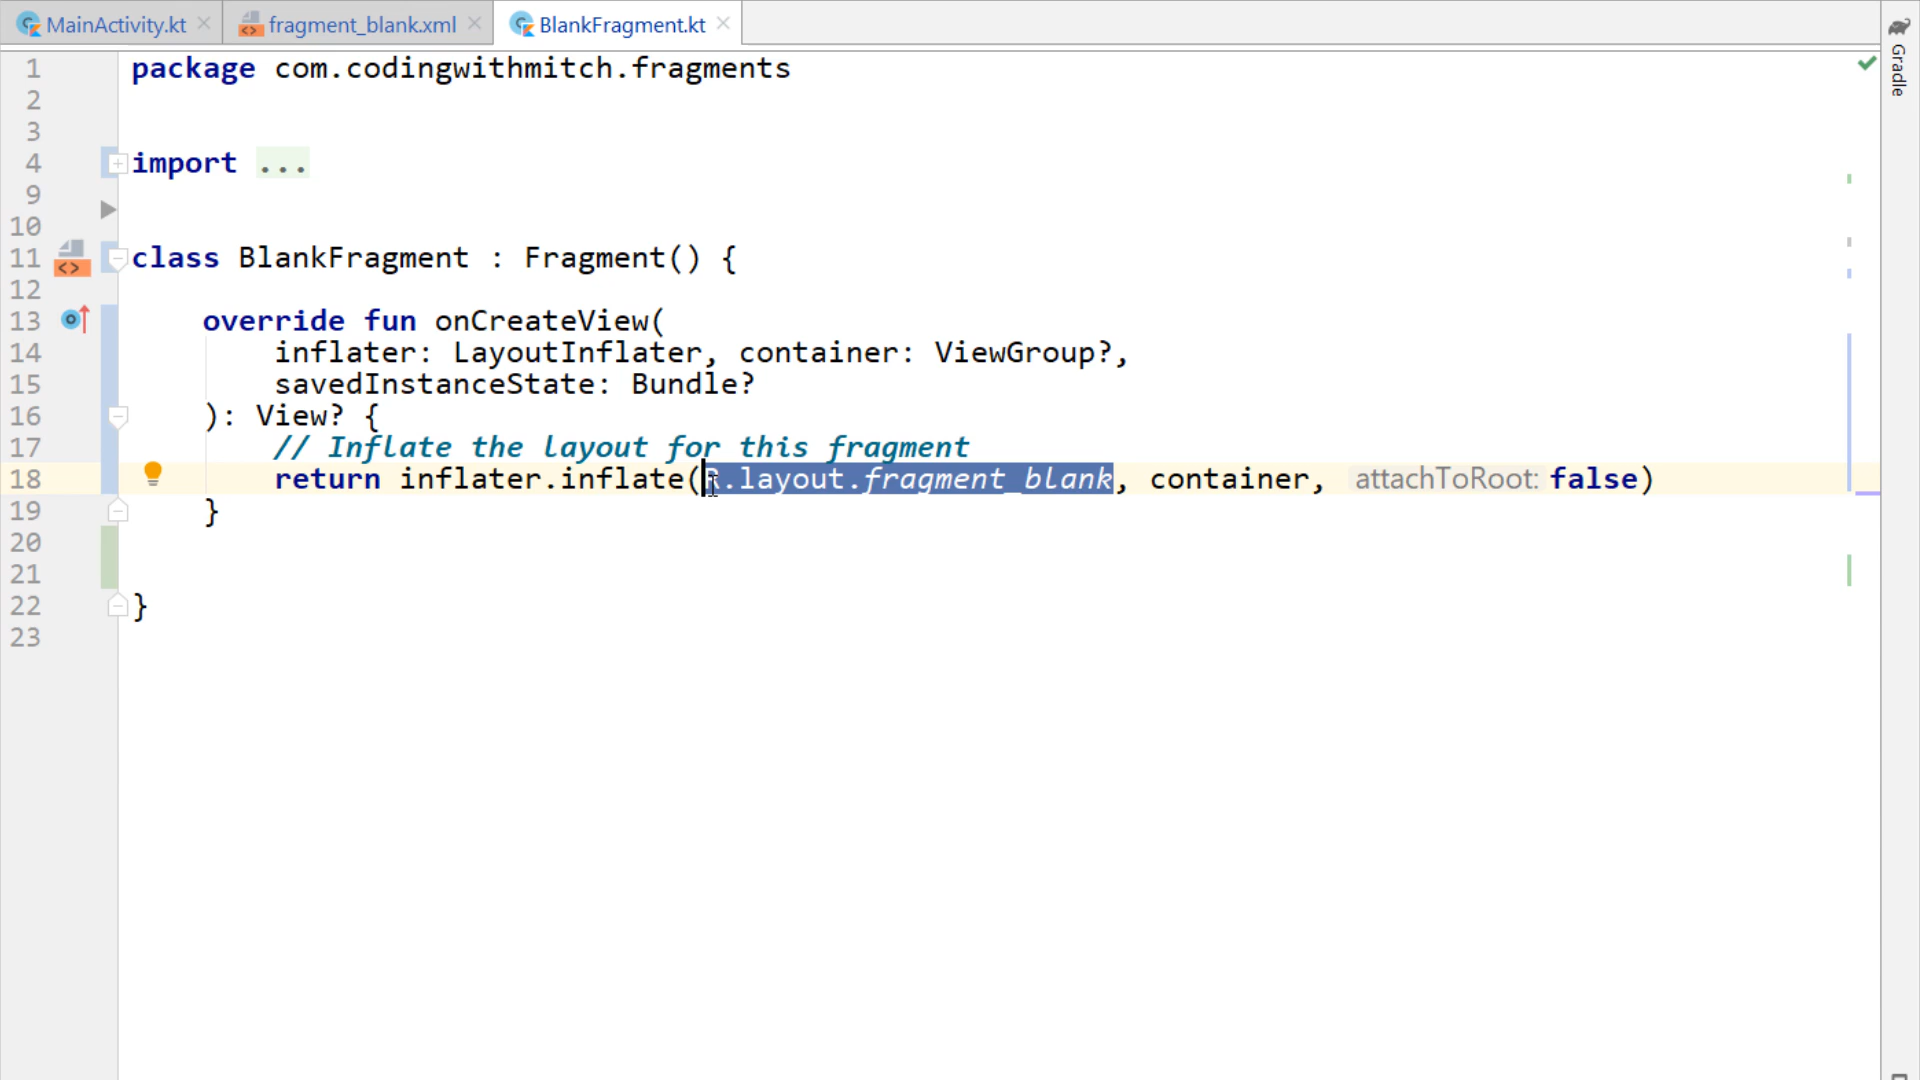 MainActivity.kt fragment_blank.xml BlankFragment.kt
Gradle
1 package com.codingwithmitch.fragments
2
3
4 import ...
9
10
11 class BlankFragment : Fragment() {
12
13 override fun onCreateView(
14 inflater: LayoutInflater, container: ViewGroup?,
15 savedInstanceState: Bundle?
16 ): View? {
17 // Inflate the layout for this fragment
18 return inflater.inflate(R.layout.fragment_blank, container, attachToRoot: false)
19 }
20
21
22 }
23